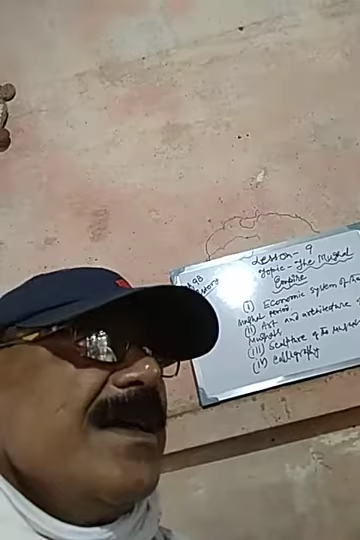 Lesson - 9
Topic - The Mughal
Empire
(i) Economic System of the
Mughal period
(ii) Art and architecture
Mughals
(iii) Sculpture of the
(iv) Calligraphy